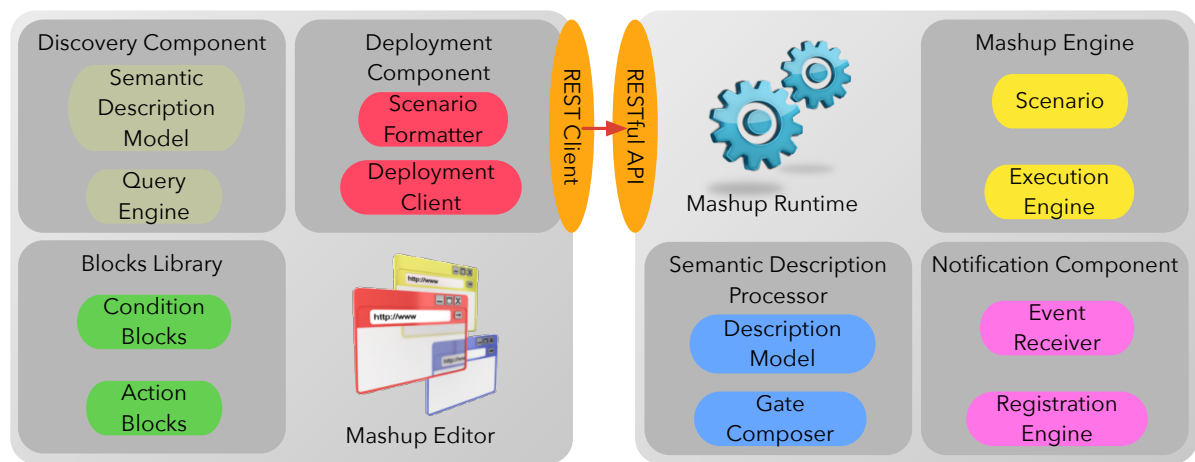 Discovery Component
Semantic
Description
Model
Query
Engine
Deployment
Component
Scenario
Formatter
Deployment
Client
REST Client
RESTful API
Blocks Library
Condition
Blocks
Action
Blocks
http://www
http://www
http://www
Mashup Editor
Mashup Runtime
Mashup Engine
Scenario
Execution
Engine
Semantic Description
Processor
Description
Model
Gate
Composer
Notification Component
Event
Receiver
Registration
Engine